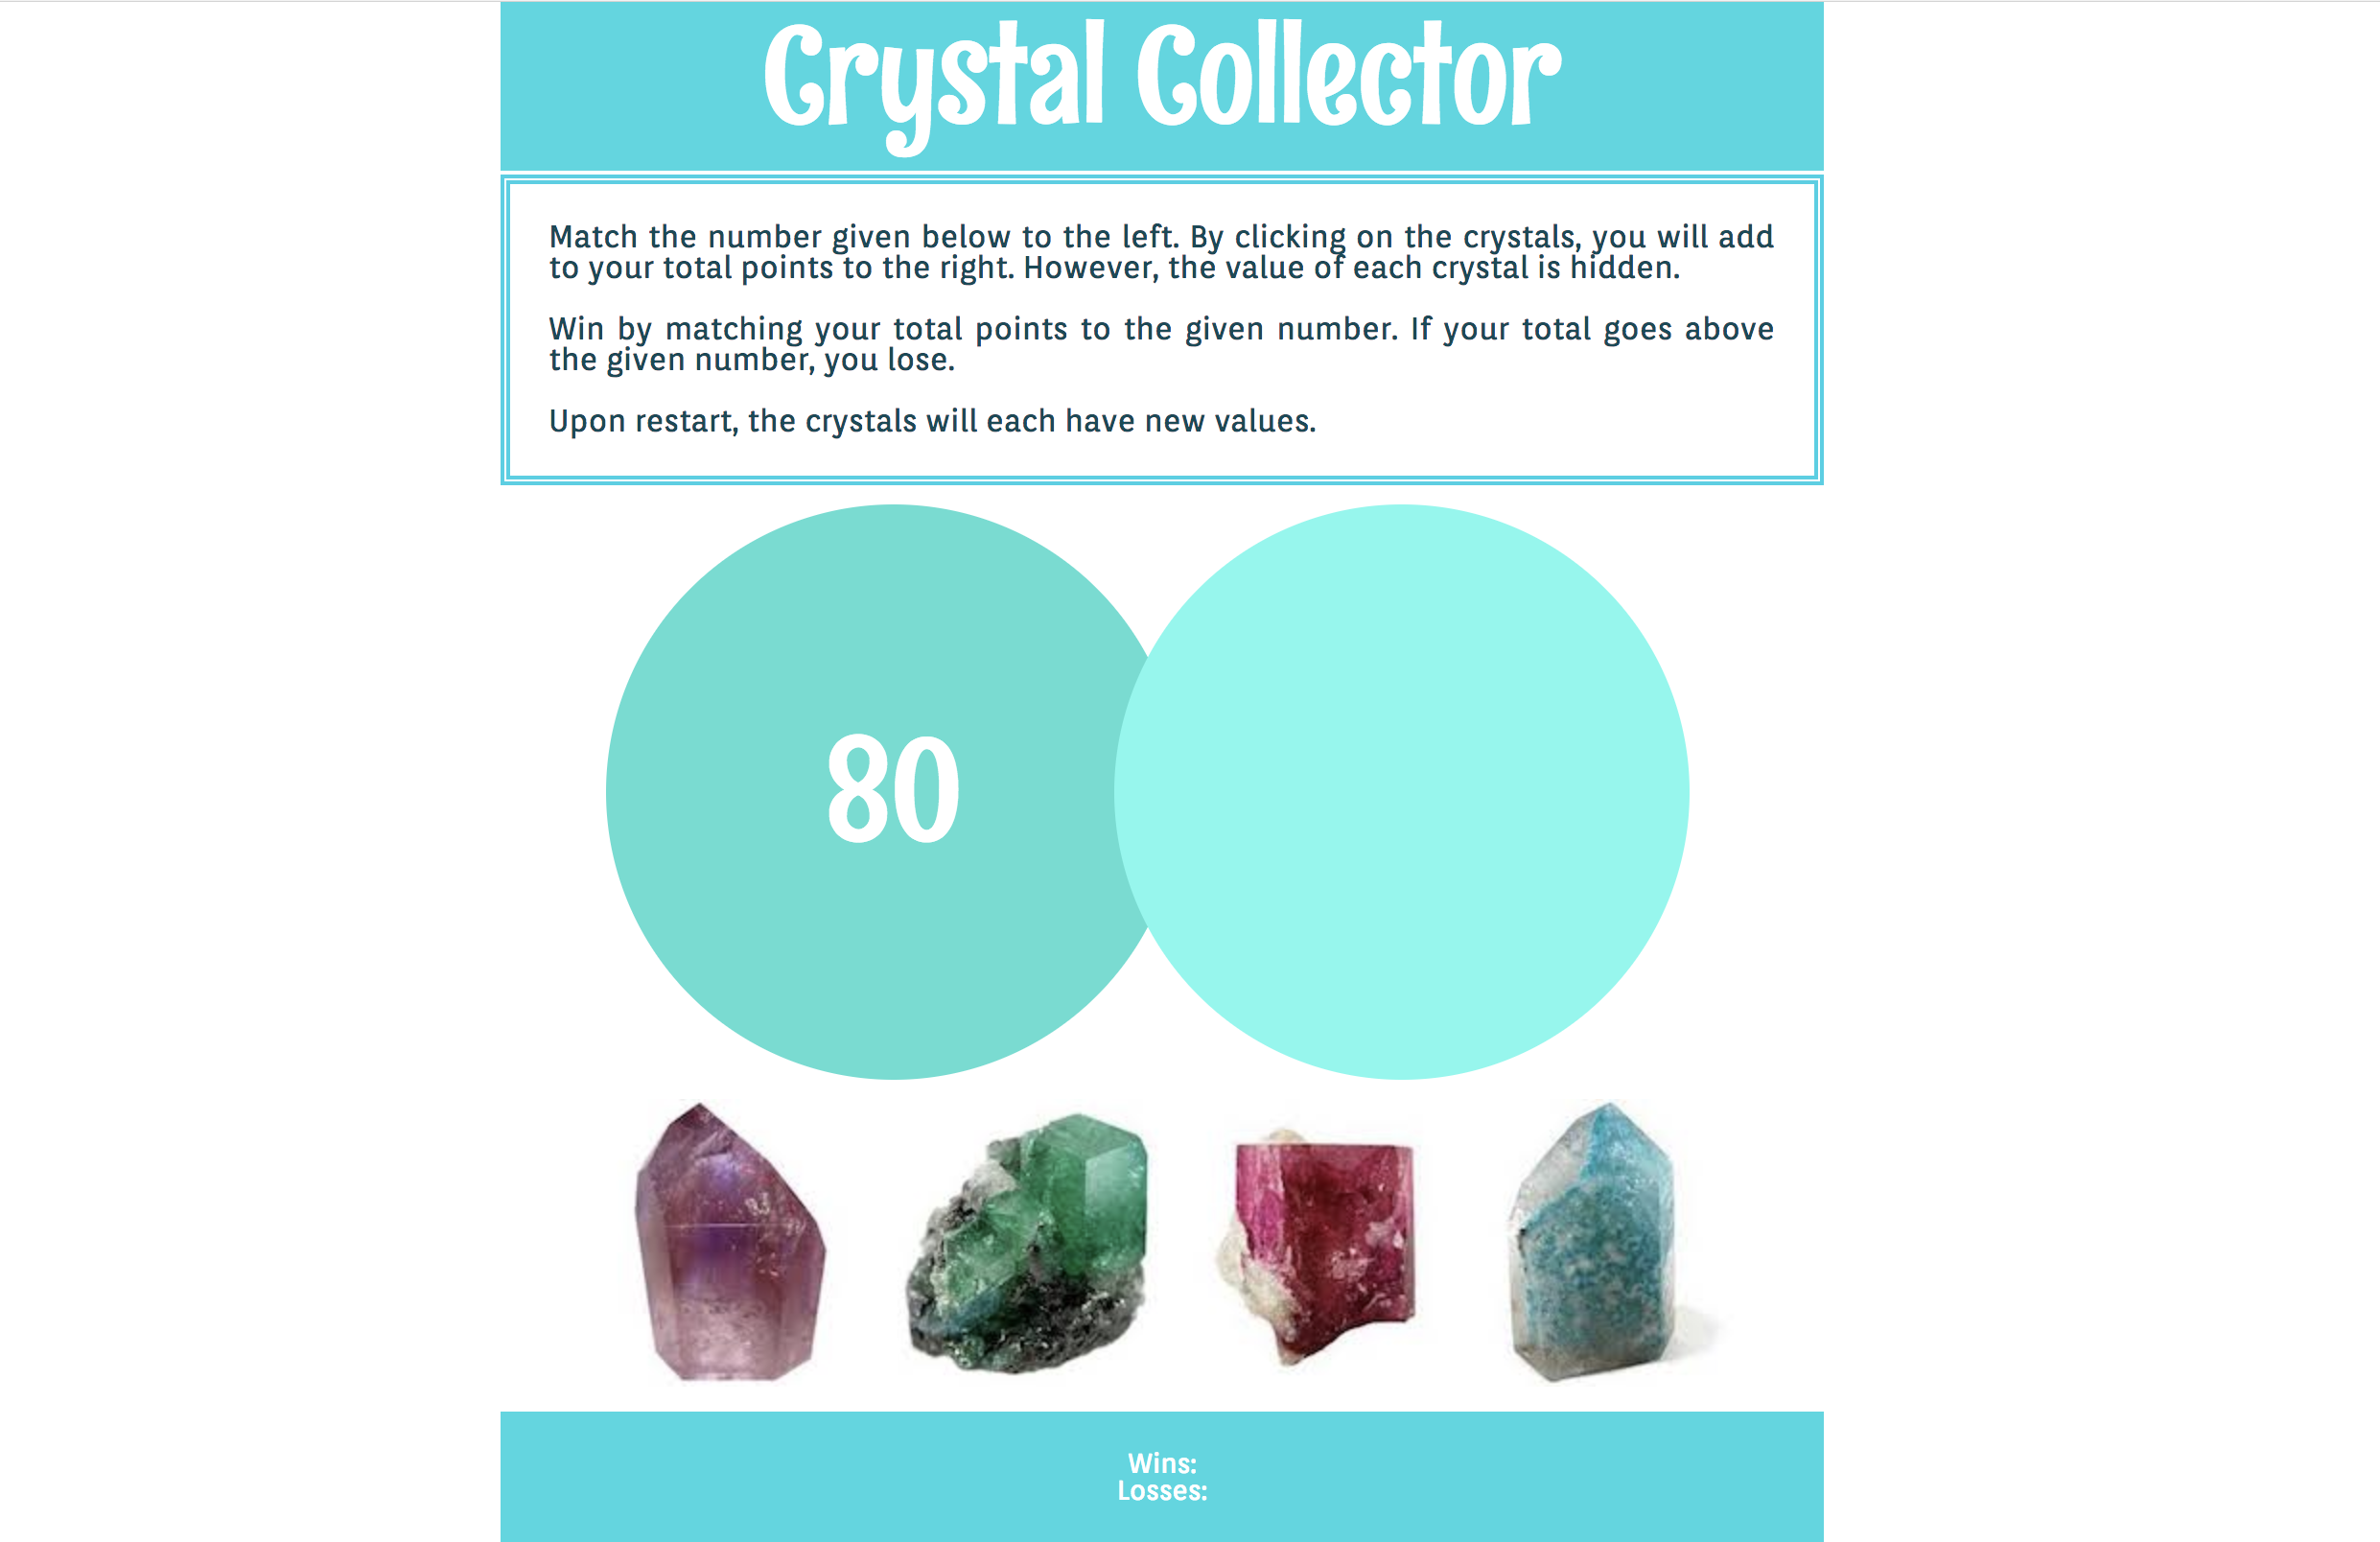 Crystal Collector
Match the number given below to the left. By clicking on the crystals, you will add
to your total points to the right. However, the value of each crystal is hidden.
Win by matching your total points to the given number. If your total goes above
the given number, you lose.
Upon restart, the crystals will each have new values.
80
Wins:
Losses: